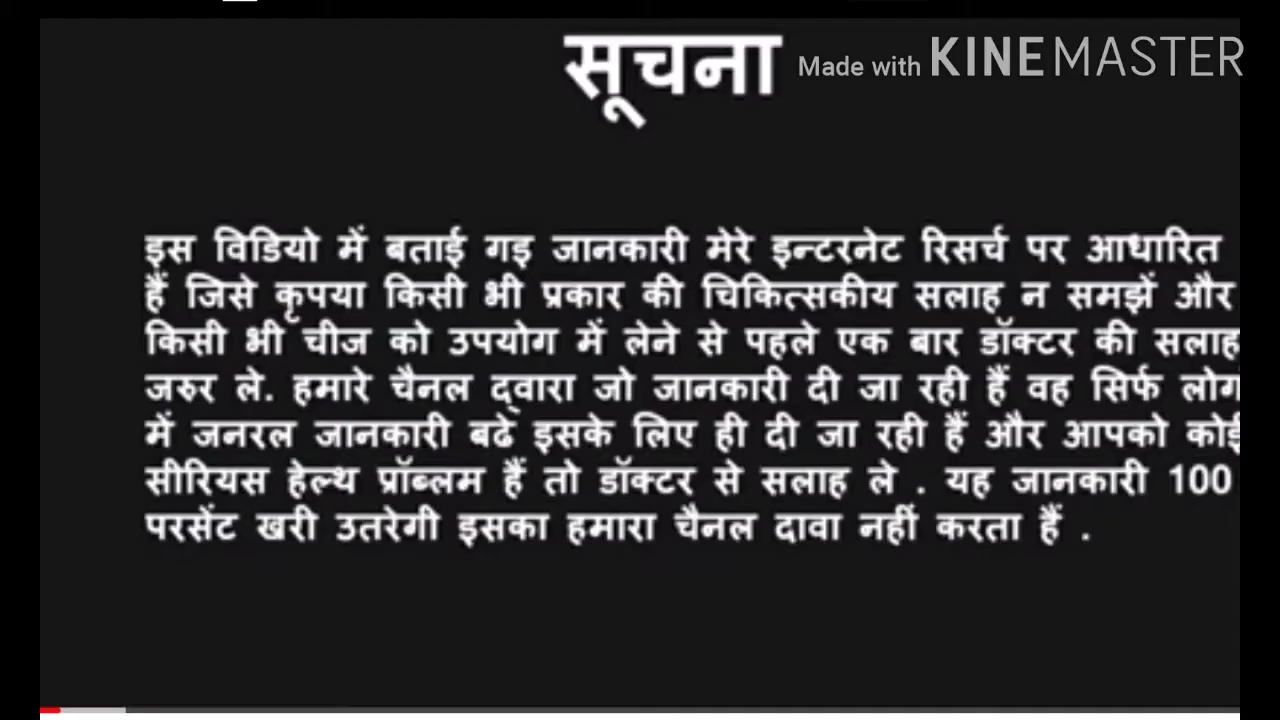 सूचना
Made with KINEMASTER
इस विडियो में बताई गइ जानकारी मेरे इन्टरनेट रिसर्च पर आधारित
हैं जिसे कृपया किसी भी प्रकार की चिकित्सकीय सलाह न समझें और
किसी भी चीज को उपयोग में लेने से पहले एक बार डॉक्टर की सलाह
जरुर ले. हमारे चैनल द्वारा जो जानकारी दी जा रही हैं वह सिर्फ लोग
में जनरल जानकारी बढे इसके लिए ही दी जा रही हैं और आपको कोई
सीरियस हेल्थ प्रॉब्लम हैं तो डॉक्टर से सलाह ले . यह जानकारी 100
परसेंट खरी उतरेगी इसका हमारा चैनल दावा नहीं करता हैं .